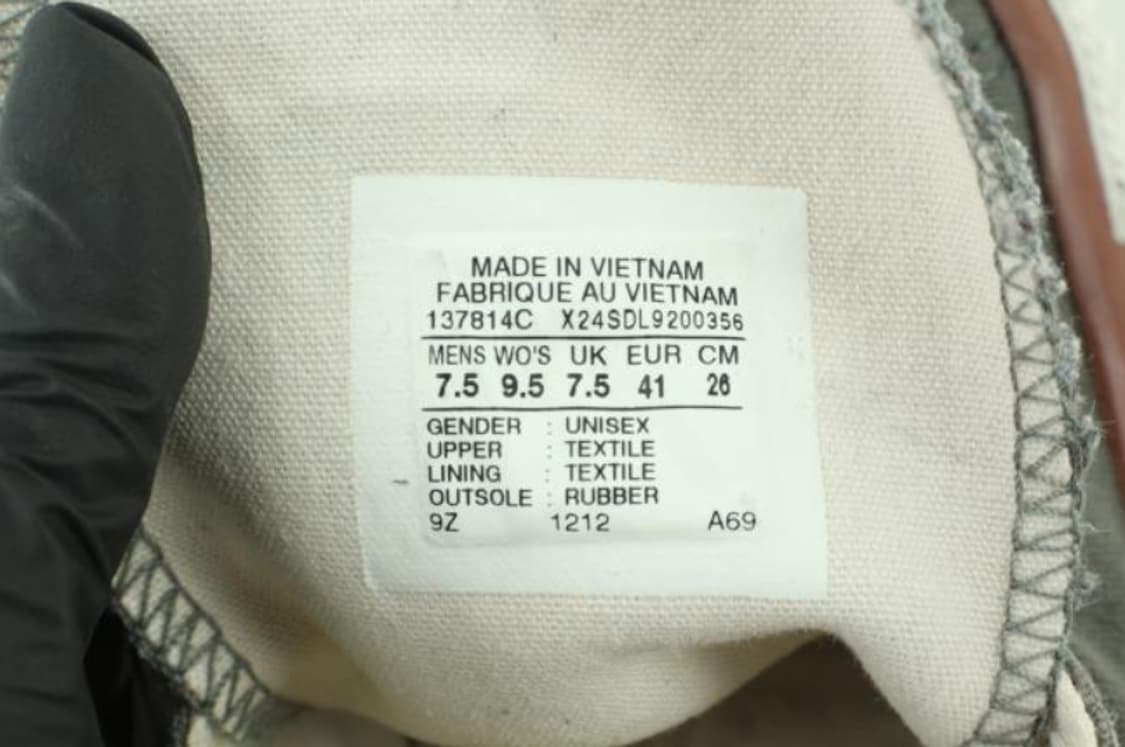 MADE IN VIETNAM
FABRIQUE AU VIETNAM
137814C X24SDL9200356
MENS WO'S UK EUR CM
7.5 9.5 7.5 41 26
GENDER : UNISEX
UPPER : TEXTILE
LINING : TEXTILE
OUTSOLE : RUBBER
9Z 1212 A69